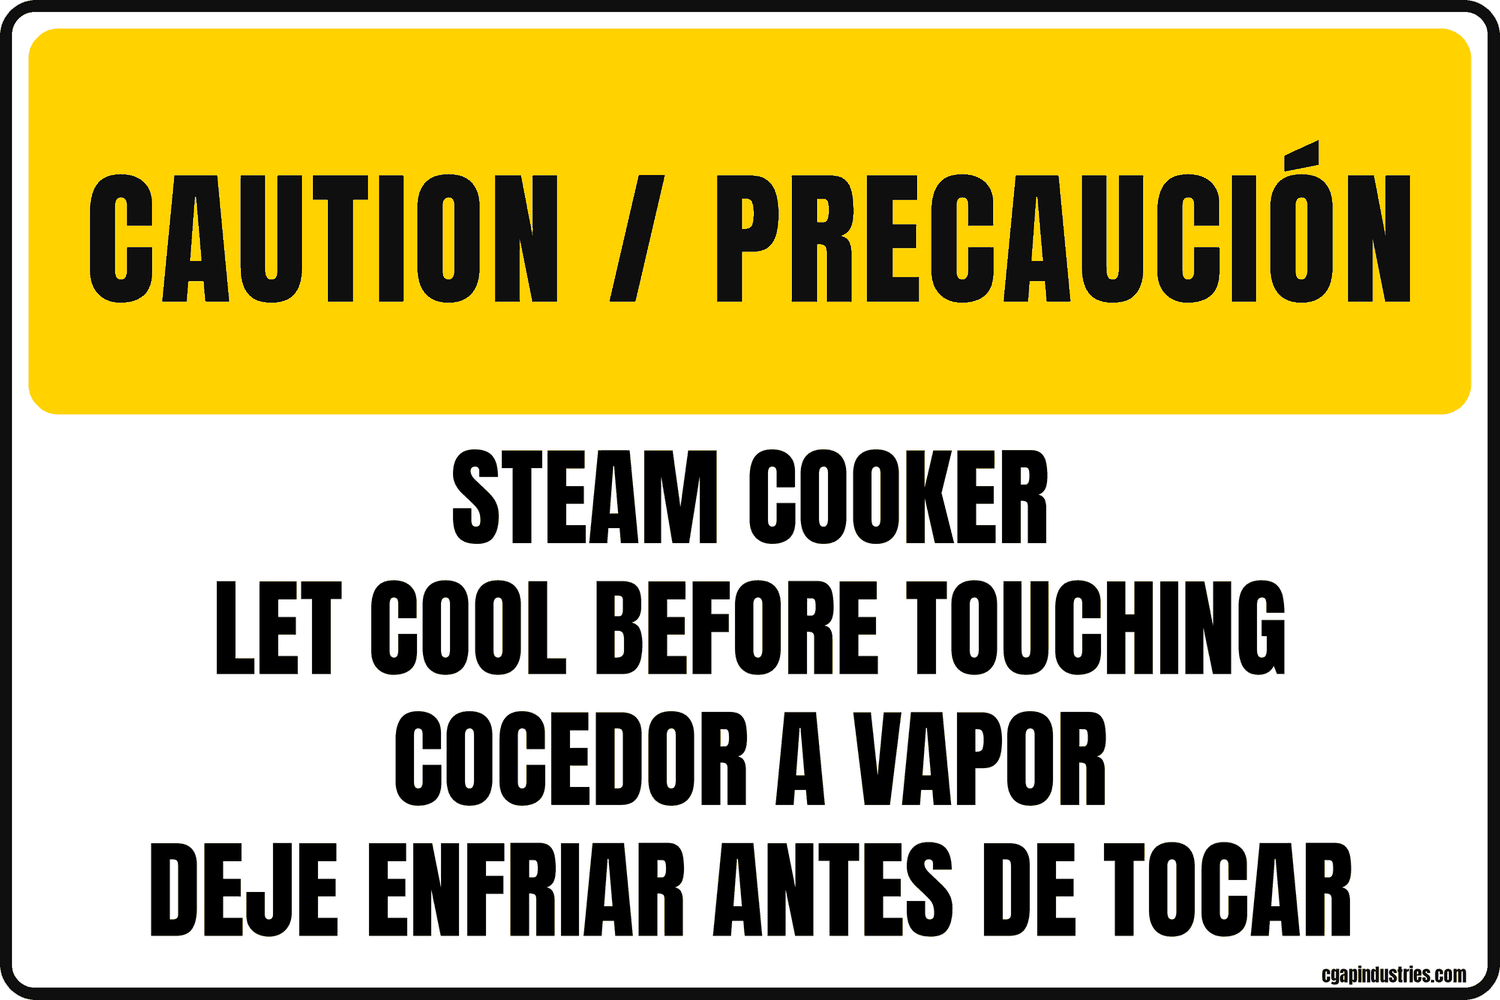 CAUTION / PRECAUCIÓN
STEAM COOKER
LET COOL BEFORE TOUCHING
COCEDOR A VAPOR
DEJE ENFRIAR ANTES DE TOCAR
cgapindustries.com